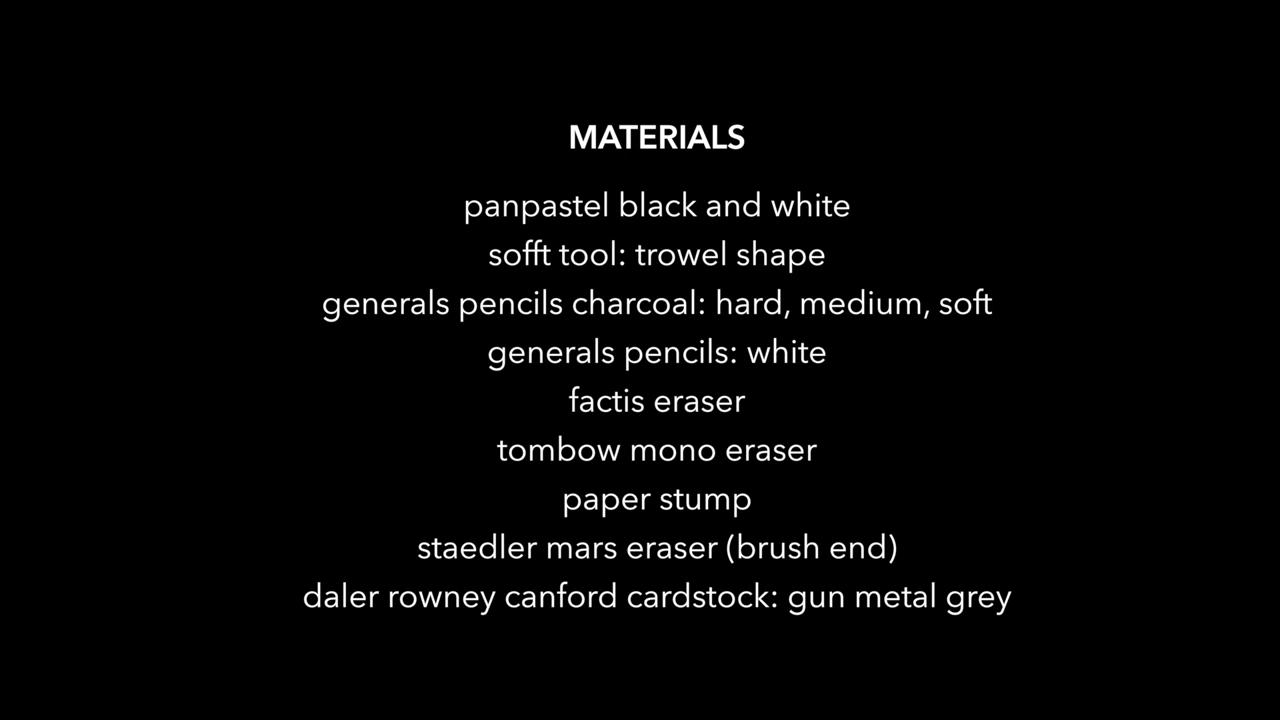 MATERIALS
panpastel black and white
sofft tool: trowel shape
generals pencils charcoal: hard, medium, soft
generals pencils: white
factis eraser
tombow mono eraser
paper stump
staedler mars eraser (brush end)
daler rowney canford cardstock: gun metal grey